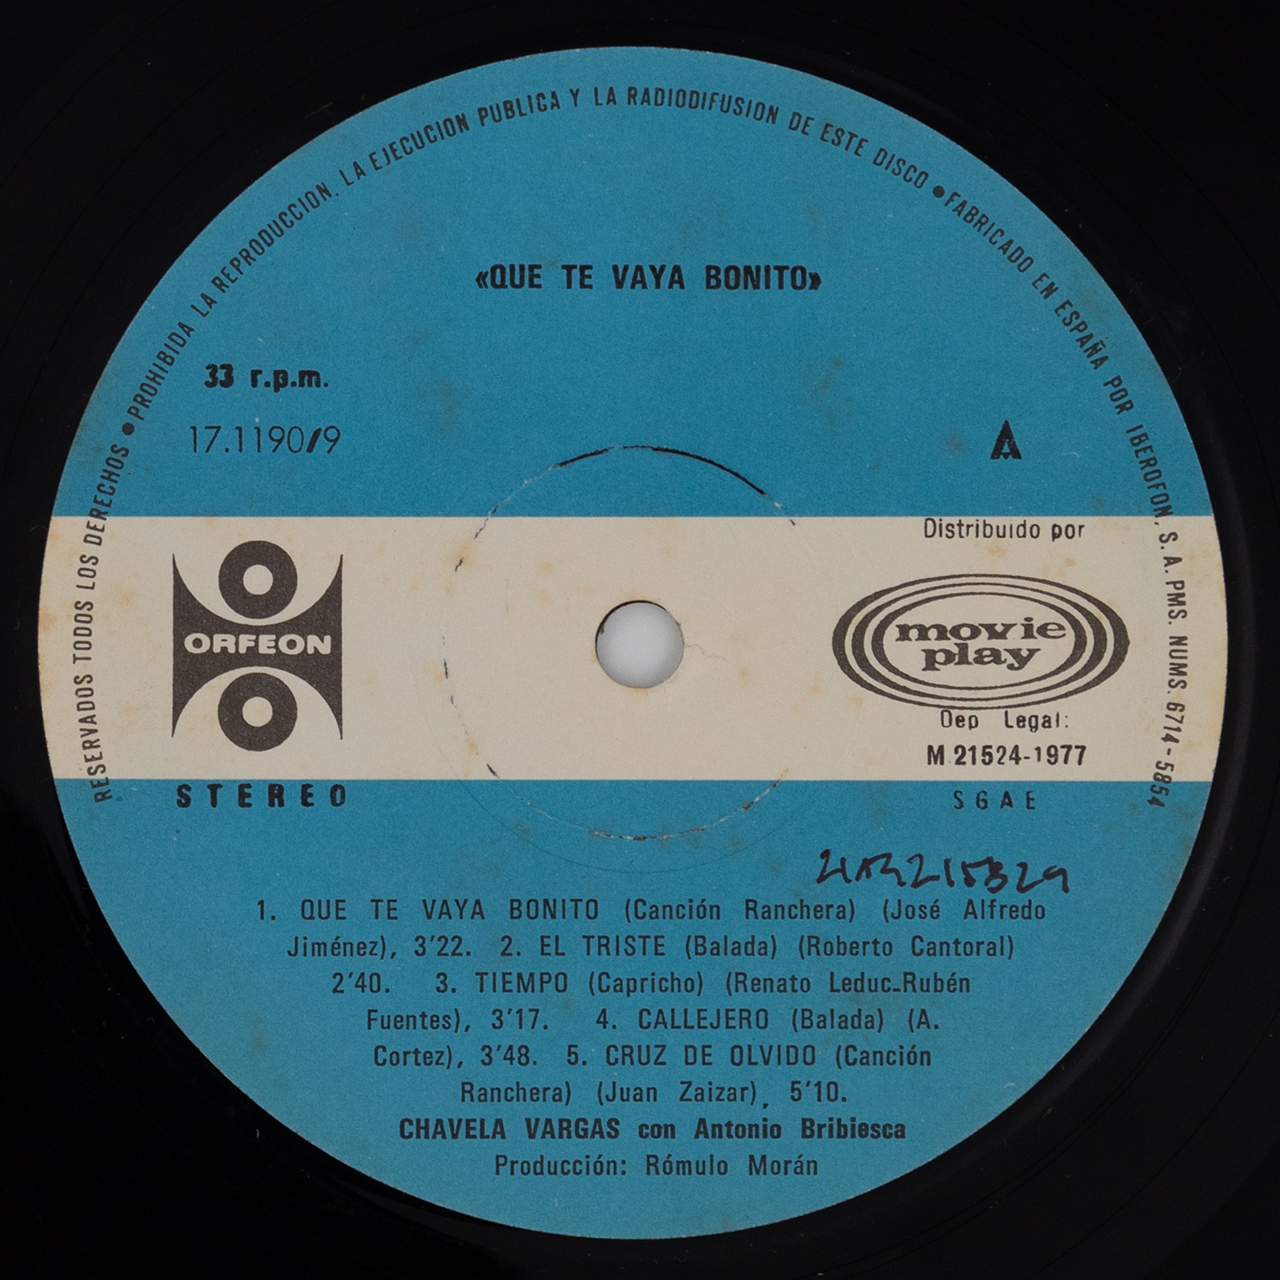 RESERVADOS TODOS LOS DERECHOS ● PROHIBIDA LA REPRODUCCION. LA EJECUCION PUBLICA Y LA RADIODIFUSION DE ESTE DISCO ● FABRICADO EN ESPAÑA POR IBEROFON, S. A. PMS. NUMS. 6714-5854
«QUE TE VAYA BONITO»
33 r.p.m.
17.1190/9
A
Distribuido por
ORFEON
movie
play
Dep Legal:
M 21524-1977
STEREO
SGAE
1. QUE TE VAYA BONITO (Canción Ranchera) (José Alfredo
Jiménez), 3'22. 2. EL TRISTE (Balada) (Roberto Cantoral)
2'40. 3. TIEMPO (Capricho) (Renato Leduc-Rubén
Fuentes), 3'17. 4. CALLEJERO (Balada) (A.
Cortez), 3'48. 5. CRUZ DE OLVIDO (Canción
Ranchera) (Juan Zaizar), 5'10.
CHAVELA VARGAS con Antonio Bribiesca
Producción: Rómulo Morán